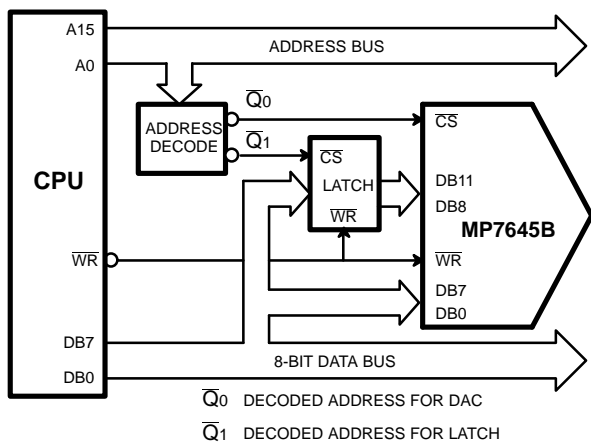 A15
ADDRESS BUS
A0
Q̅0
ADDRESS
DECODE
C̅S̅
Q̅1
C̅S̅
CPU
LATCH
DB11
DB8
W̅R̅
MP7645B
W̅R̅
W̅R̅
DB7
DB0
DB7
8-BIT DATA BUS
DB0
Q̅0 DECODED ADDRESS FOR DAC
Q̅1 DECODED ADDRESS FOR LATCH